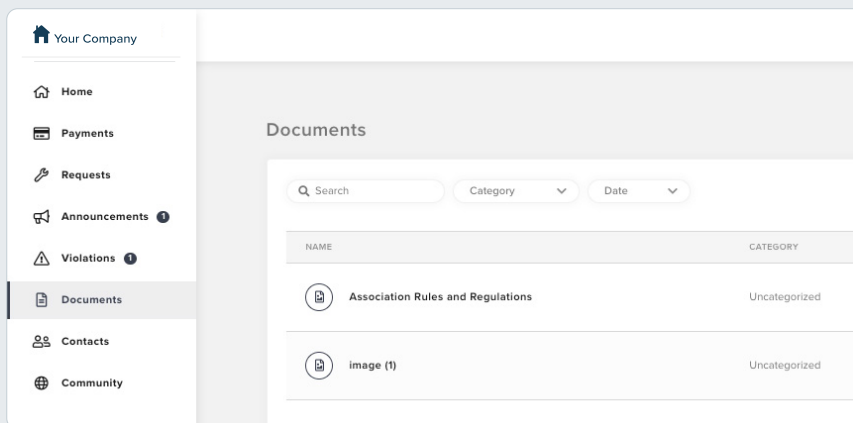 Your Company
Home
Payments
Requests
Announcements 1
Violations 1
Documents
Contacts
Community
Documents
Search Category Date
NAME CATEGORY
Association Rules and Regulations Uncategorized
image (1) Uncategorized